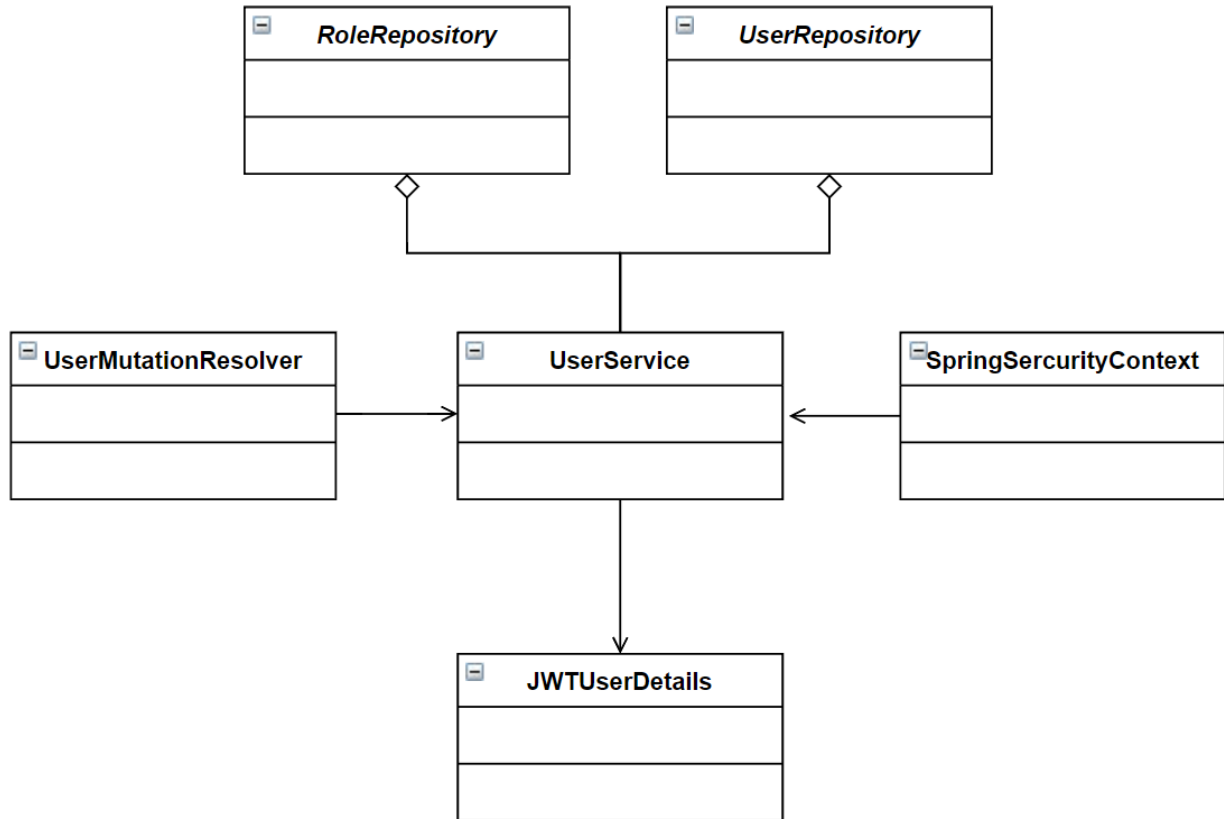 RoleRepository
UserRepository
UserMutationResolver
UserService
SpringSercurityContext
JWTUserDetails